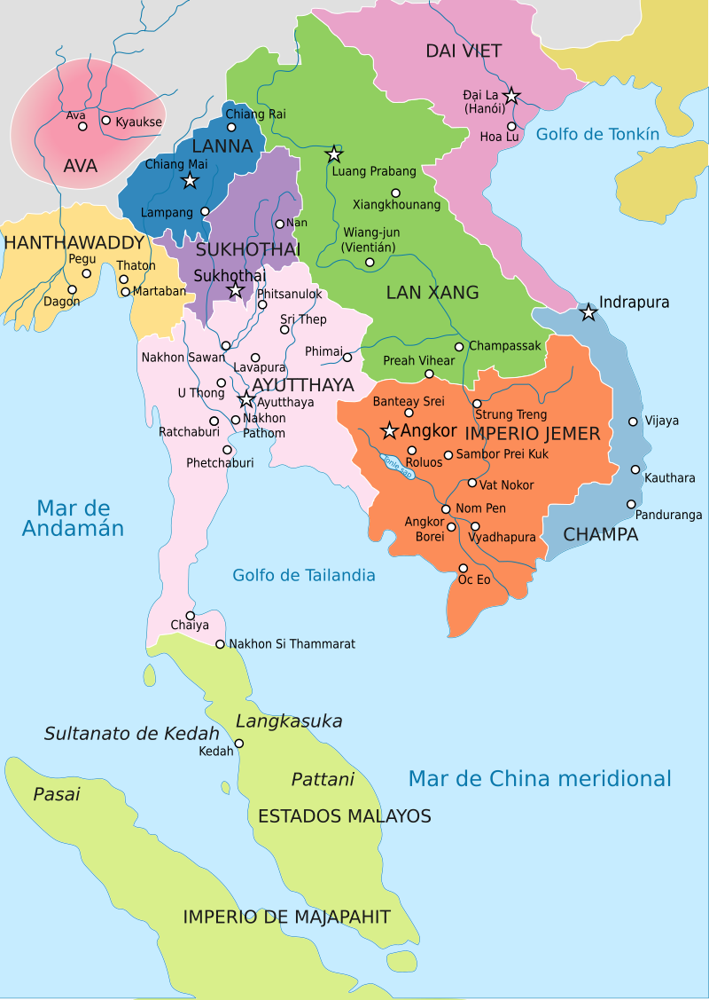 DAI VIET
Đại La
(Hanói)
Hoa Lu
Golfo de Tonkín
Ava
Kyaukse
AVA
Chiang Rai
LANNA
Chiang Mai
Lampang
Luang Prabang
Xiangkhounang
Wiang-jun
(Vientián)
LAN XANG
HANTHAWADDY
Pegu
Thaton
Dagon
Martaban
Nan
SUKHOTHAI
Sukhothai
Phitsanulok
Sri Thep
Indrapura
Nakhon Sawan
Lavapura
Phimai
Champassak
Preah Vihear
U Thong
AYUTTHAYA
Ayutthaya
Ratchaburi
Nakhon
Pathom
Phetchaburi
Banteay Srei
Strung Treng
Angkor
IMPERIO JEMER
Roluos
Sambor Prei Kuk
Tonle sap
Vijaya
Kauthara
Vat Nokor
Nom Pen
Panduranga
Angkor
Borei
Vyadhapura
CHAMPA
Oc Eo
Mar de
Andamán
Golfo de Tailandia
Chaiya
Nakhon Si Thammarat
Langkasuka
Sultanato de Kedah
Kedah
Pattani
Mar de China meridional
Pasai
ESTADOS MALAYOS
IMPERIO DE MAJAPAHIT